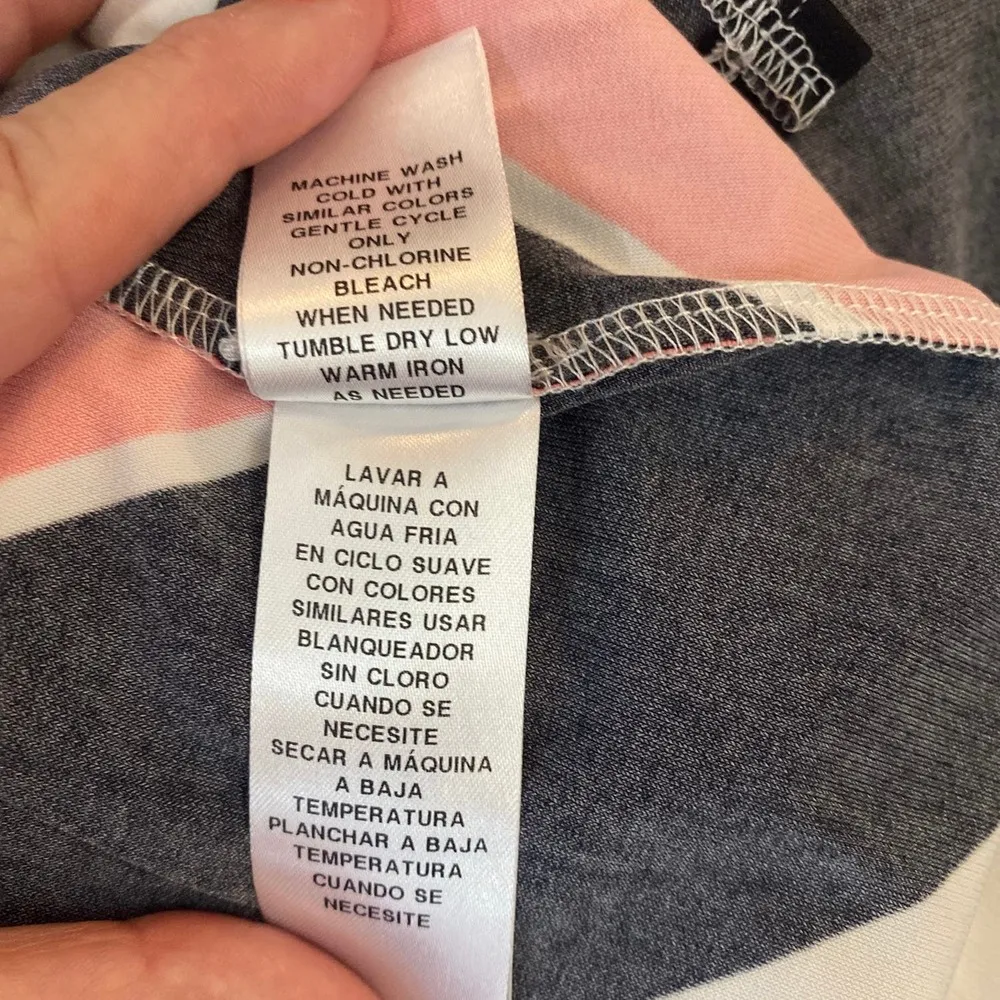 MACHINE WASH
COLD WITH
SIMILAR COLORS
GENTLE CYCLE
ONLY
NON-CHLORINE
BLEACH
WHEN NEEDED
TUMBLE DRY LOW
WARM IRON
AS NEEDED
LAVAR A
MÁQUINA CON
AGUA FRIA
EN CICLO SUAVE
CON COLORES
SIMILARES USAR
BLANQUEADOR
SIN CLORO
CUANDO SE
NECESITE
SECAR A MÁQUINA
A BAJA
TEMPERATURA
PLANCHAR A BAJA
TEMPERATURA
CUANDO SE
NECESITE